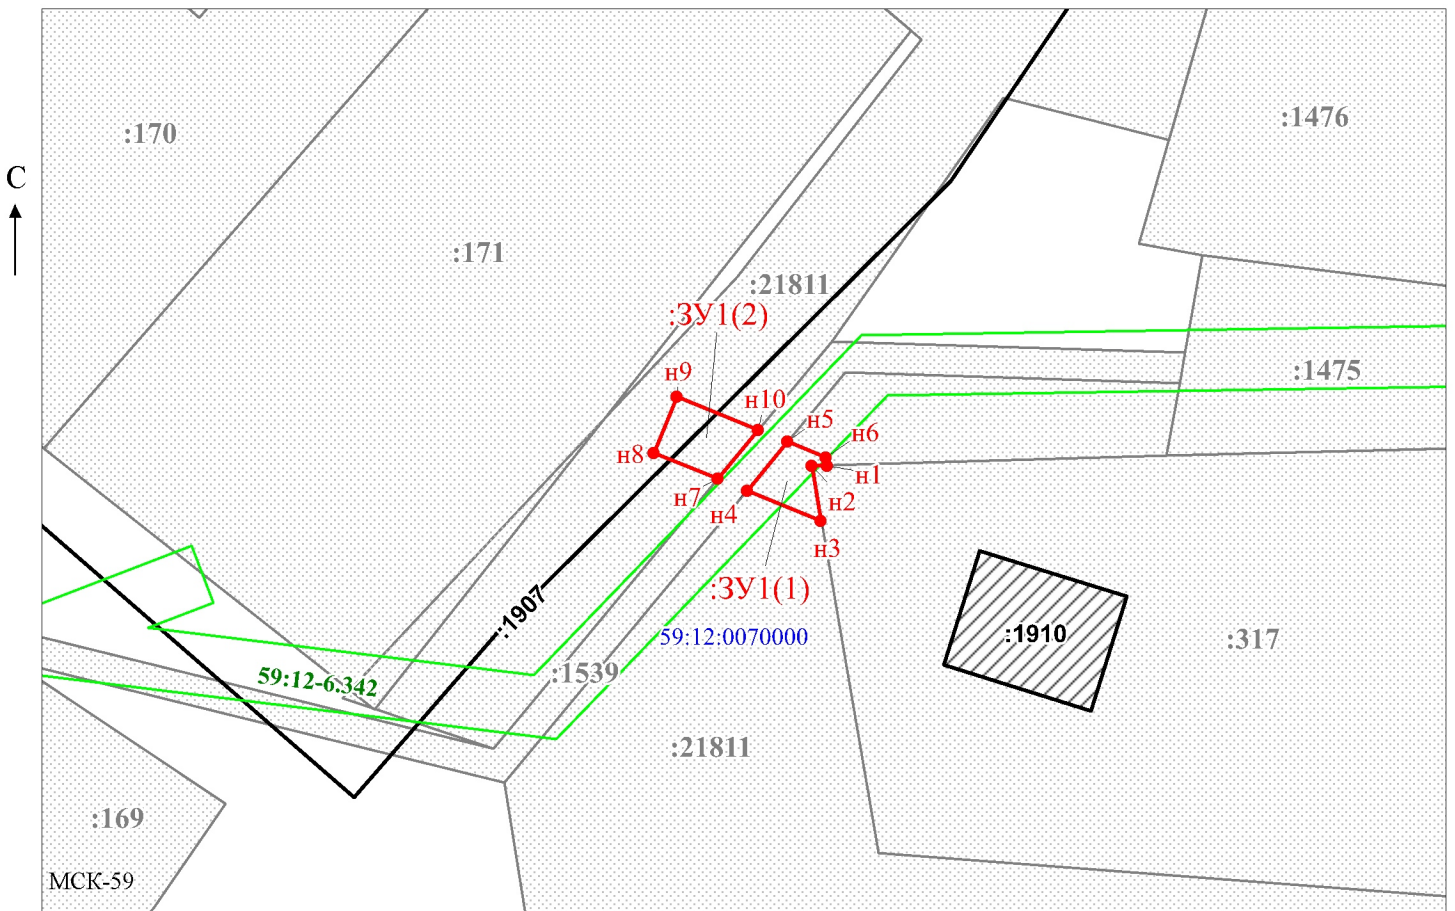 :1476
:170
С
:171
:21811
:ЗУ1(2)
:1475
н9
н10
н5
н6
н8
н1
н7
н4
н2
н3
:ЗУ1(1)
:1907
59:12:0070000
:1910
:317
:1539
59:12-6.342
:21811
:169
МСК-59